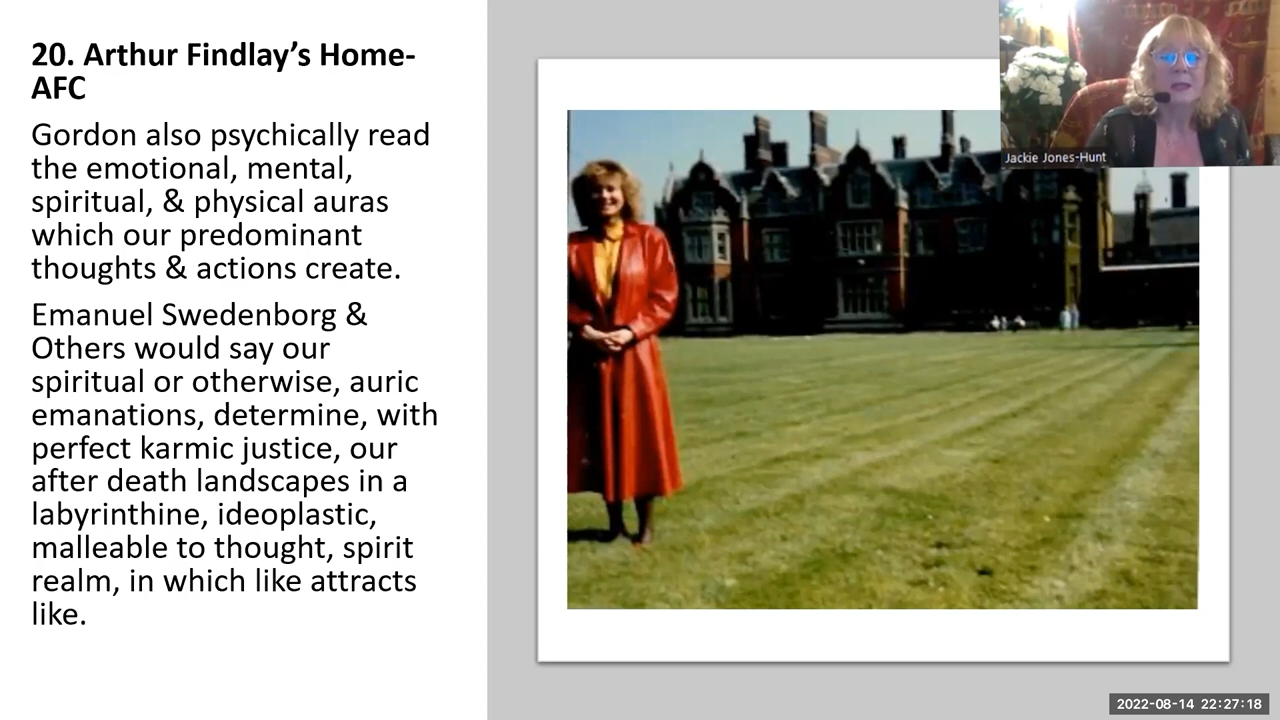 20. Arthur Findlay’s Home-
AFC
Gordon also psychically read
the emotional, mental,
spiritual, & physical auras
which our predominant
thoughts & actions create.
Emanuel Swedenborg &
Others would say our
spiritual or otherwise, auric
emanations, determine, with
perfect karmic justice, our
after death landscapes in a
labyrinthine, ideoplastic,
malleable to thought, spirit
realm, in which like attracts
like.
Jackie Jones-Hunt
2022-08-14 22:27:18